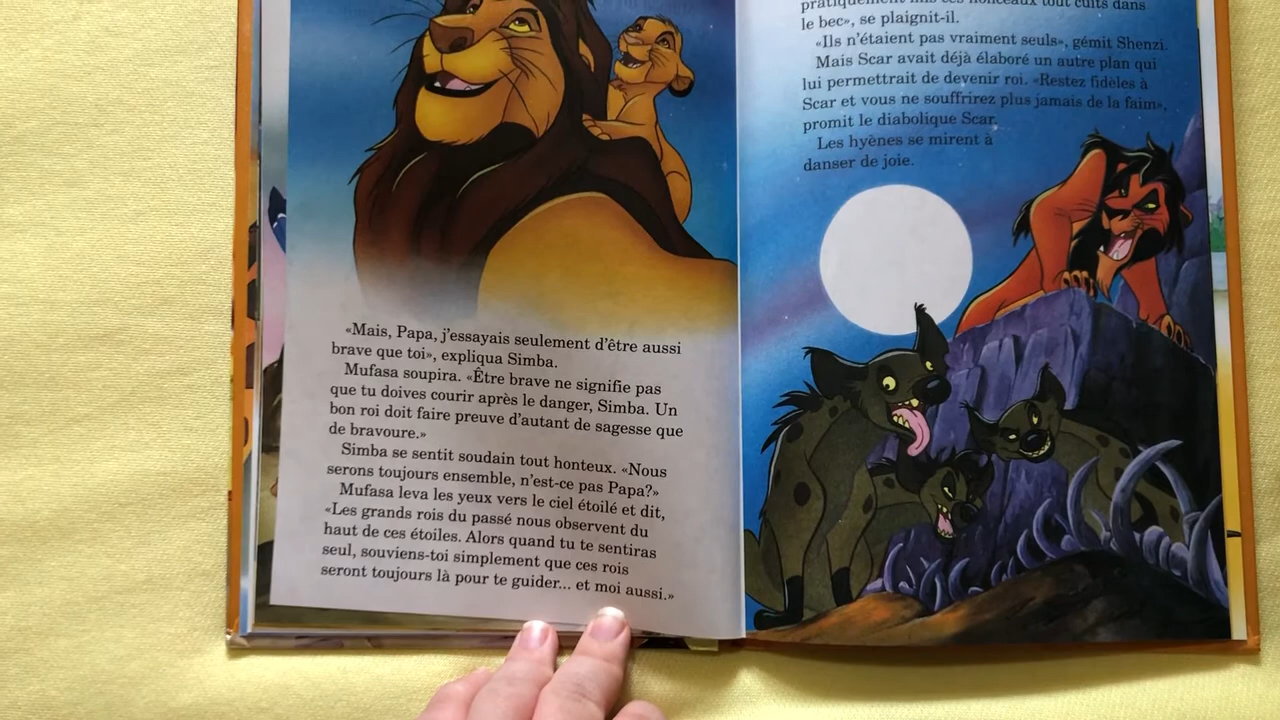 «Mais, Papa, j'essayais seulement d'être aussi
brave que toi», expliqua Simba.
Mufasa soupira. «Être brave ne signifie pas
que tu doives courir après le danger, Simba. Un
bon roi doit faire preuve d'autant de sagesse que
de bravoure.»
Simba se sentit soudain tout honteux. «Nous
serons toujours ensemble, n'est-ce pas Papa?»
Mufasa leva les yeux vers le ciel étoilé et dit,
«Les grands rois du passé nous observent du
haut de ces étoiles. Alors quand tu te sentiras
seul, souviens-toi simplement que ces rois
seront toujours là pour te guider... et moi aussi.»
pratiquement mis ces lionceaux tout cuits dans
le bec», se plaignit-il.
«Ils n'étaient pas vraiment seuls», gémit Shenzi.
Mais Scar avait déjà élaboré un autre plan qui
lui permettrait de devenir roi. «Restez fidèles à
Scar et vous ne souffrirez plus jamais de la faim»,
promit le diabolique Scar.
Les hyènes se mirent à
danser de joie.